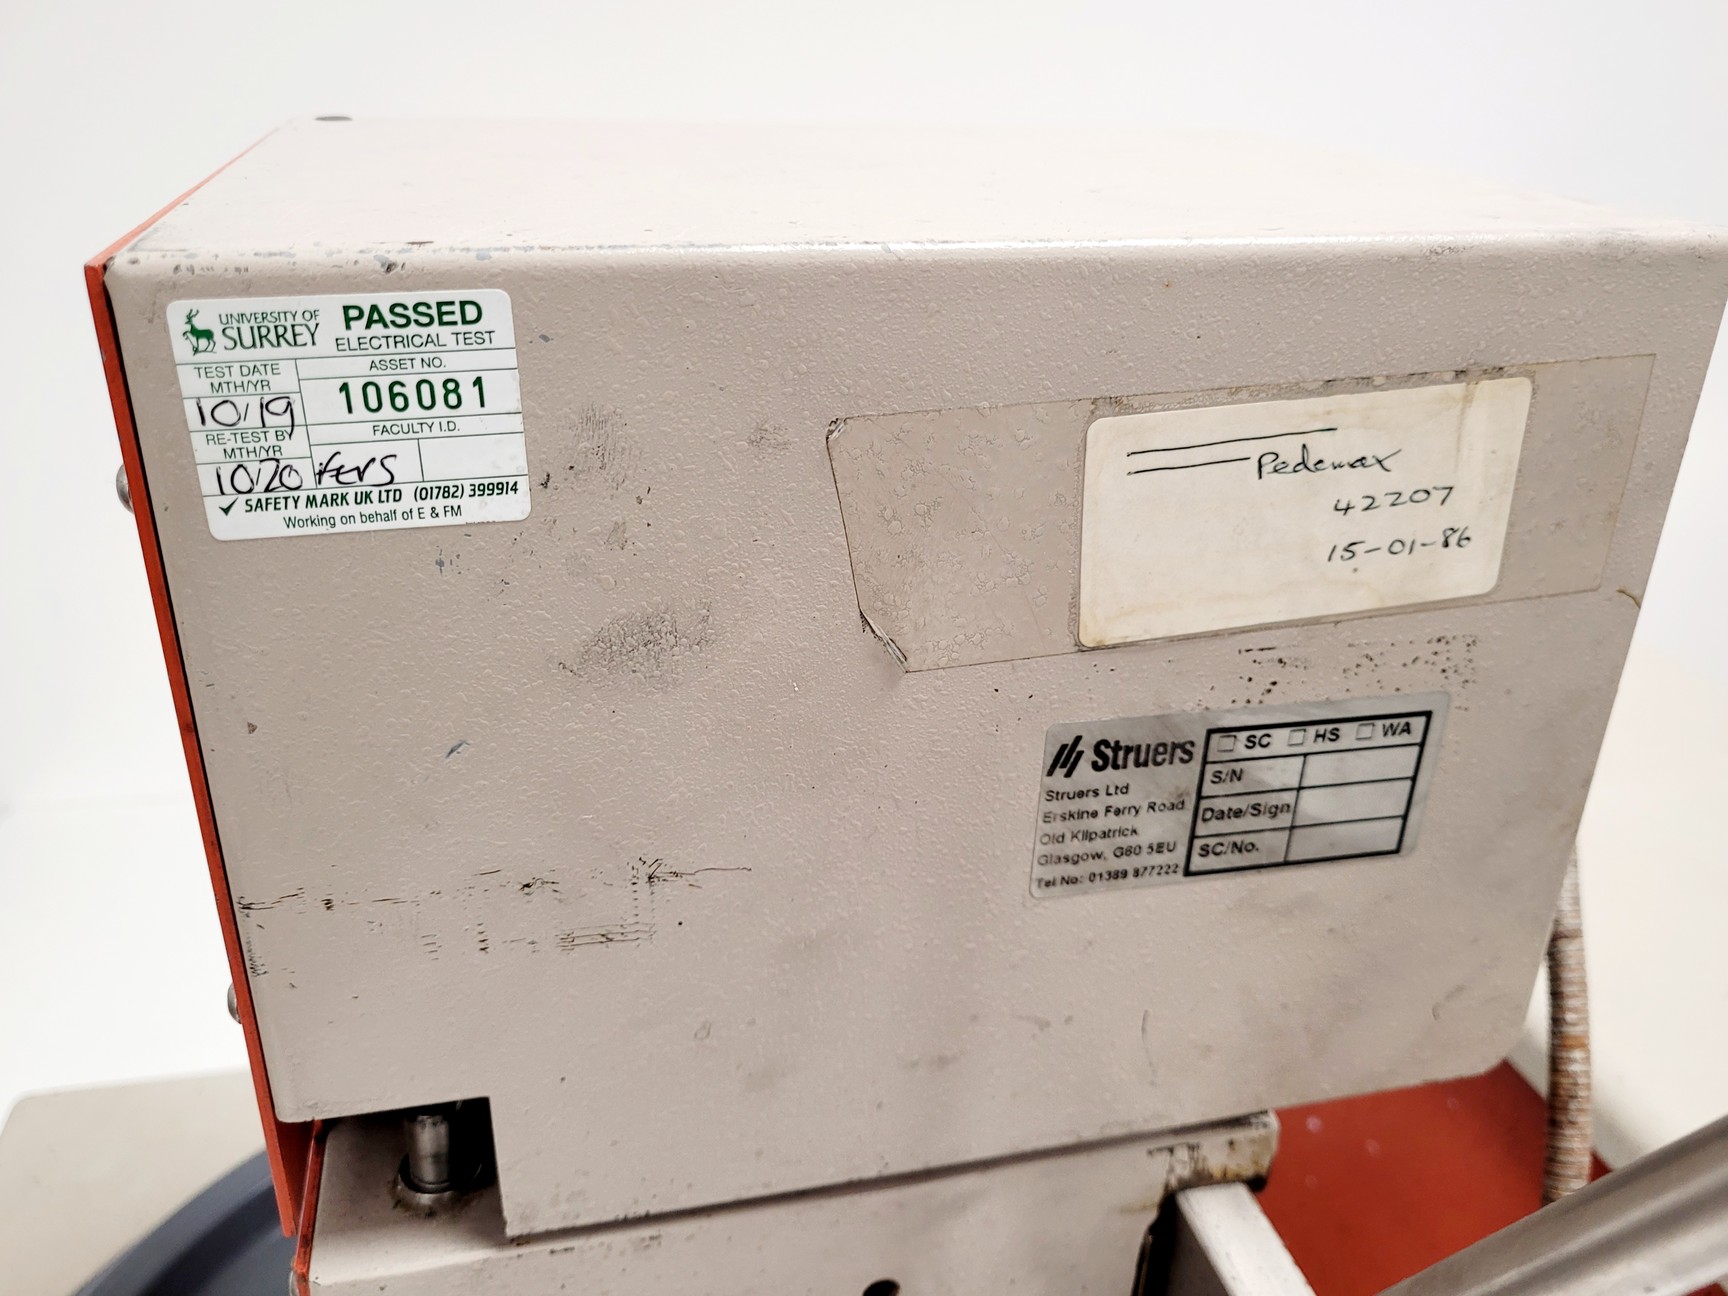 UNIVERSITY OF
SURREY
PASSED
ELECTRICAL TEST
TEST DATE
MTH/YR
ASSET NO.
10/19
106081
RE-TEST BY
MTH/YR
FACULTY I.D.
10/20
SAFETY MARK UK LTD (01782) 399914
Working on behalf of E & FM
Pedemax
42207
15-01-86
Struers
Struers Ltd
Erskine Ferry Road
Old Kilpatrick
Glasgow, G60 5EU
Tel No: 01389 877222
SC HS WA
S/N
Date/Sign
SC/No.